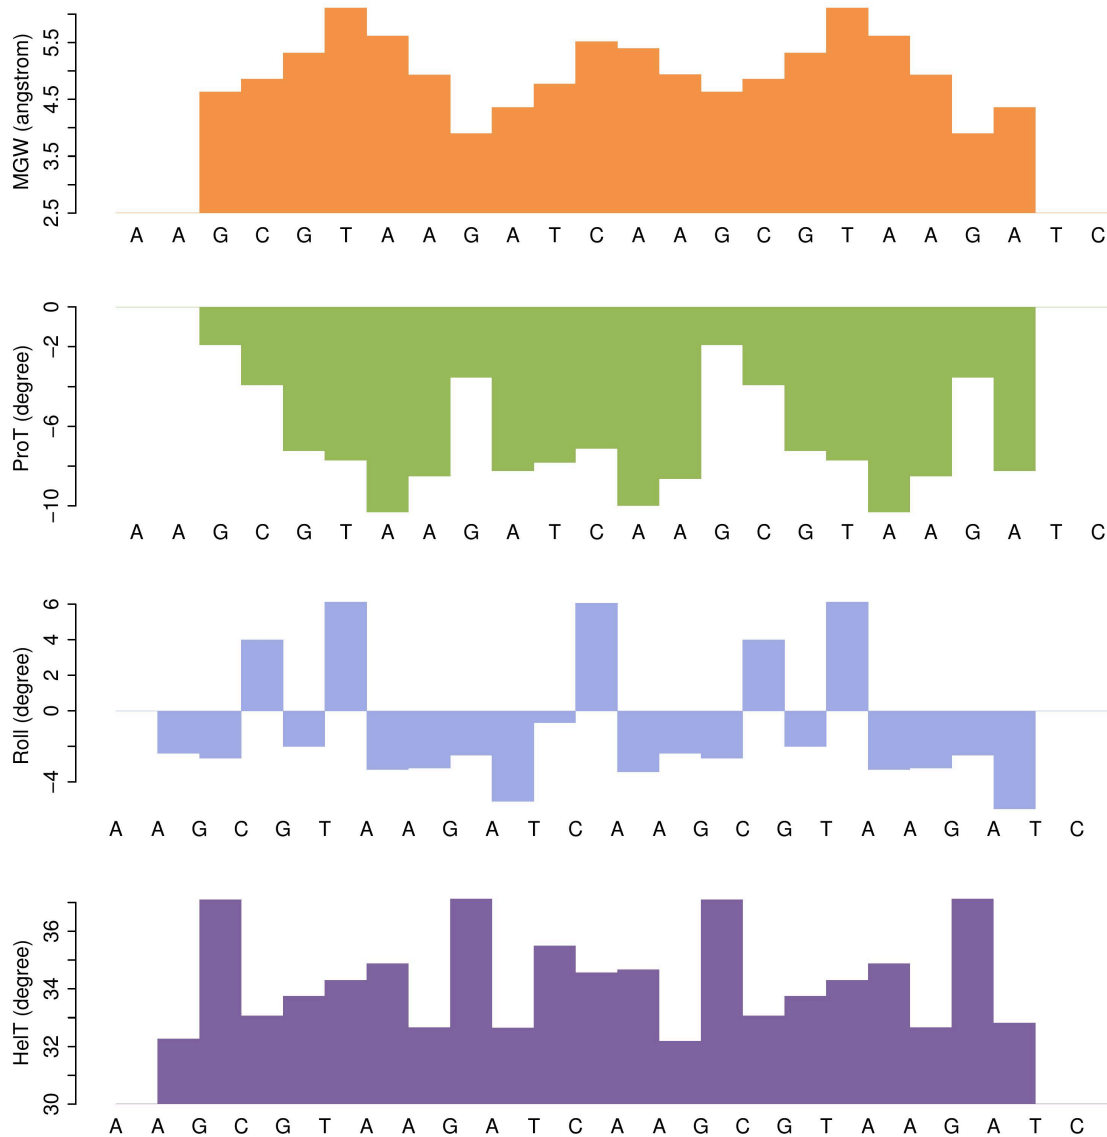 MGW (angstrom)
5.5
4.5
3.5
2.5
A A G C G T A A G A T C A A G C G T A A G A T C
ProT (degree)
0
−2
−6
−10
A A G C G T A A G A T C A A G C G T A A G A T C
Roll (degree)
6
4
2
0
−4
A A G C G T A A G A T C A A G C G T A A G A T C
HelT (degree)
36
34
32
30
A A G C G T A A G A T C A A G C G T A A G A T C